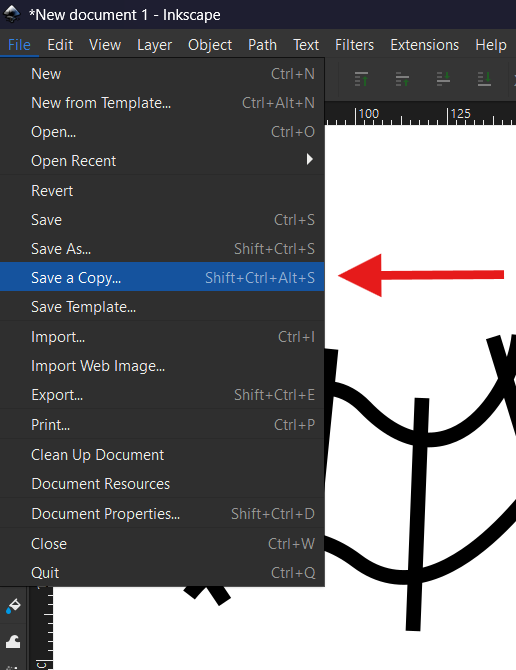 *New document 1 - Inkscape
File Edit View Layer Object Path Text Filters Extensions Help
New Ctrl+N
New from Template... Ctrl+Alt+N
Open... Ctrl+O
100 125
Open Recent
Revert
Save Ctrl+S
Save As... Shift+Ctrl+S
Save a Copy... Shift+Ctrl+Alt+S
Save Template...
Import... Ctrl+I
Import Web Image...
Export... Shift+Ctrl+E
Print... Ctrl+P
Clean Up Document
Document Resources
Document Properties... Shift+Ctrl+D
Close Ctrl+W
Quit Ctrl+Q